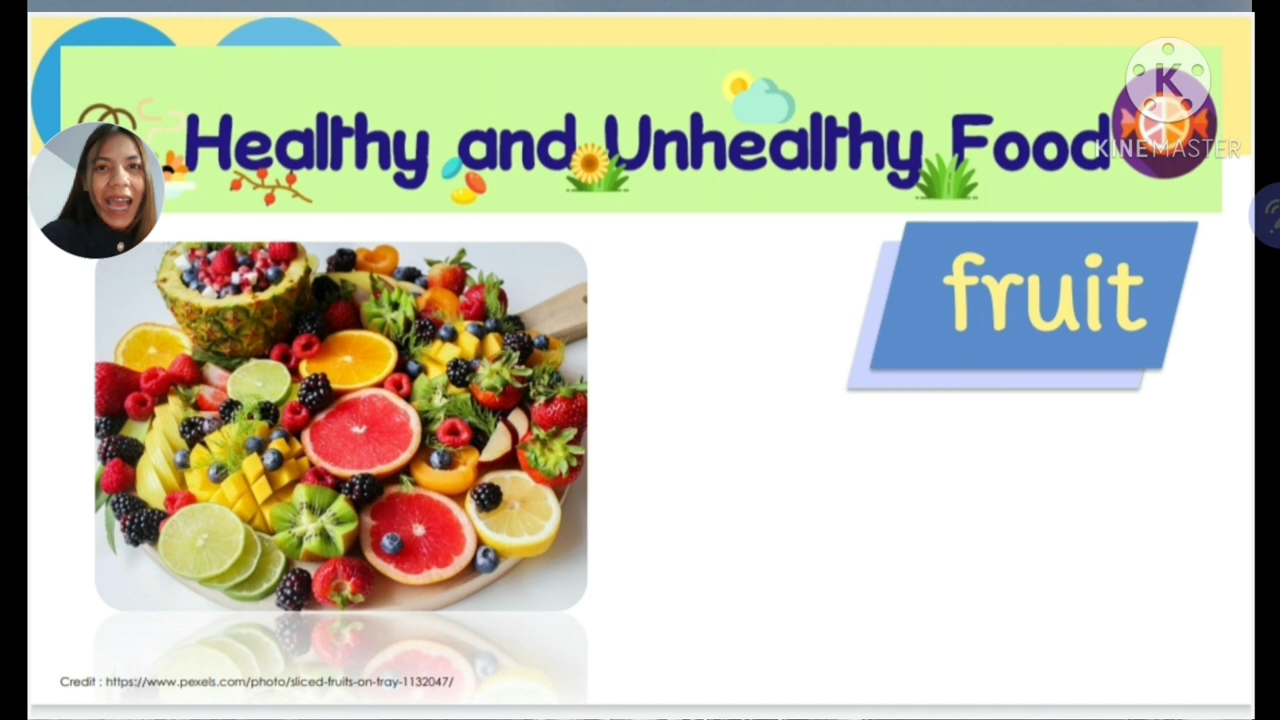 Healthy and Unhealthy Food
K
KINEMASTER
fruit
Credit : https://www.pexels.com/photo/sliced-fruits-on-tray-1132047/